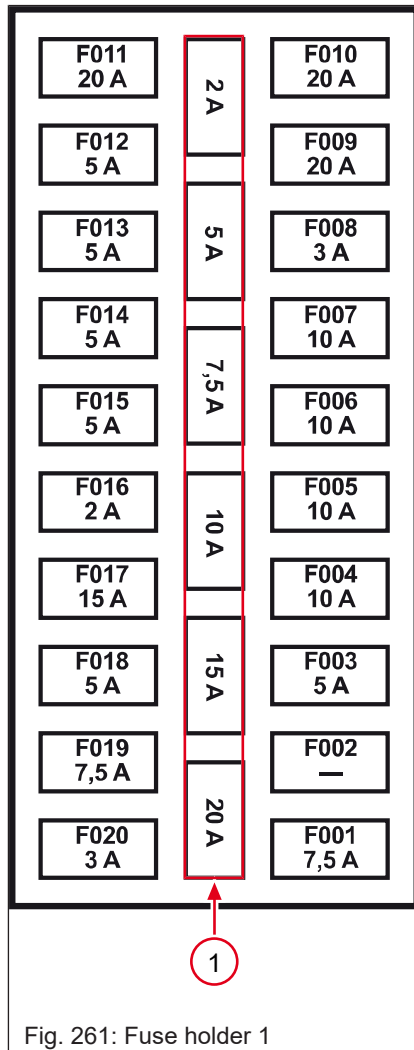 F011
20 A
F012
5 A
F013
5 A
F014
5 A
F015
5 A
F016
2 A
F017
15 A
F018
5 A
F019
7,5 A
F020
3 A
2 A
5 A
7,5 A
10 A
15 A
20 A
F010
20 A
F009
20 A
F008
3 A
F007
10 A
F006
10 A
F005
10 A
F004
10 A
F003
5 A
F002
—
F001
7,5 A
1
Fig. 261: Fuse holder 1